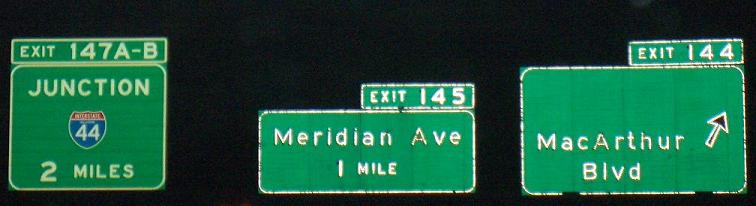 EXIT 147A-B
JUNCTION
INTERSTATE
44
2 MILES
EXIT 145
Meridian Ave
1 MILE
EXIT 144
MacArthur
Blvd